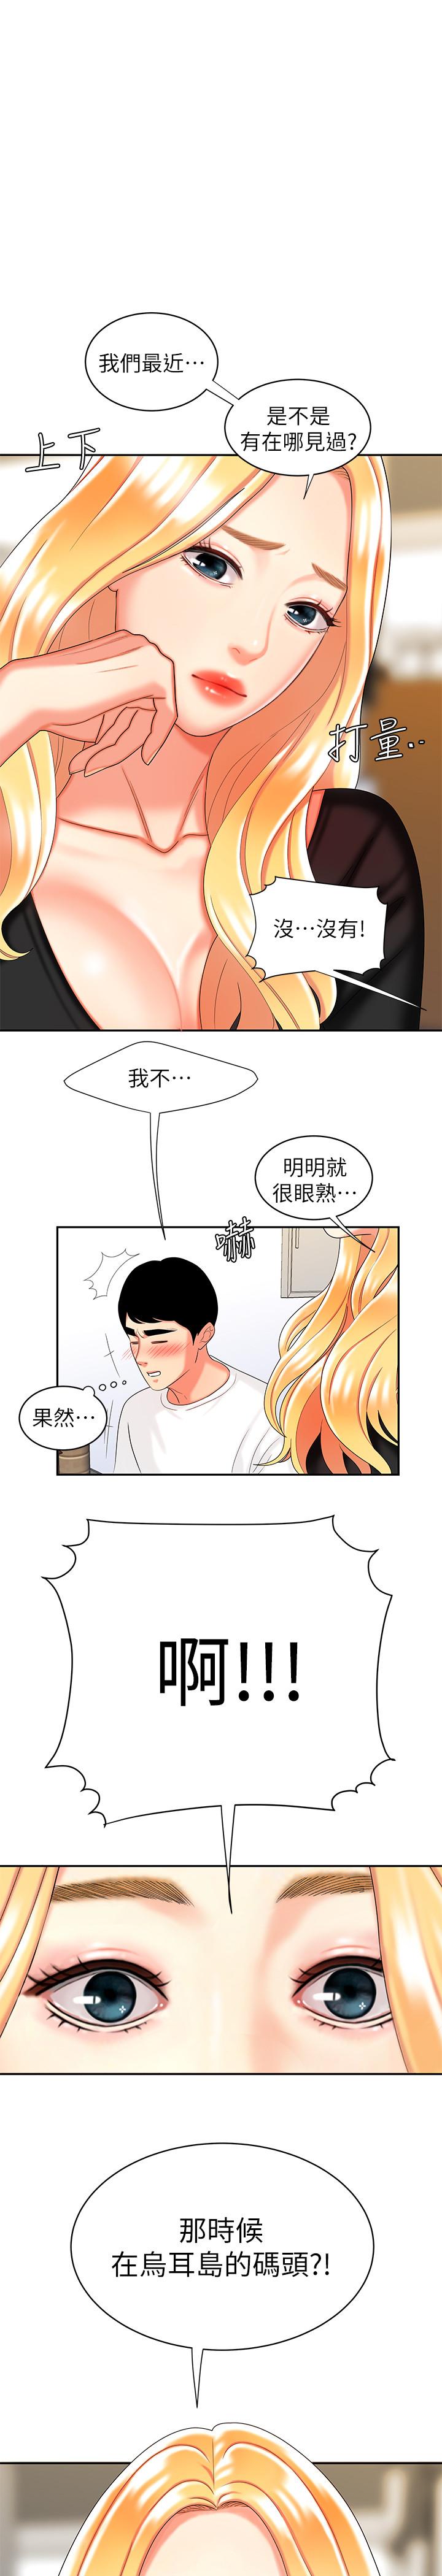 我們最近⋯
是不是
有在哪見過?
上下
打量..
沒⋯沒有!
我不⋯
明明就
很眼熟⋯
嚇
果然⋯
啊!!!
那時候
在烏耳島的碼頭?!